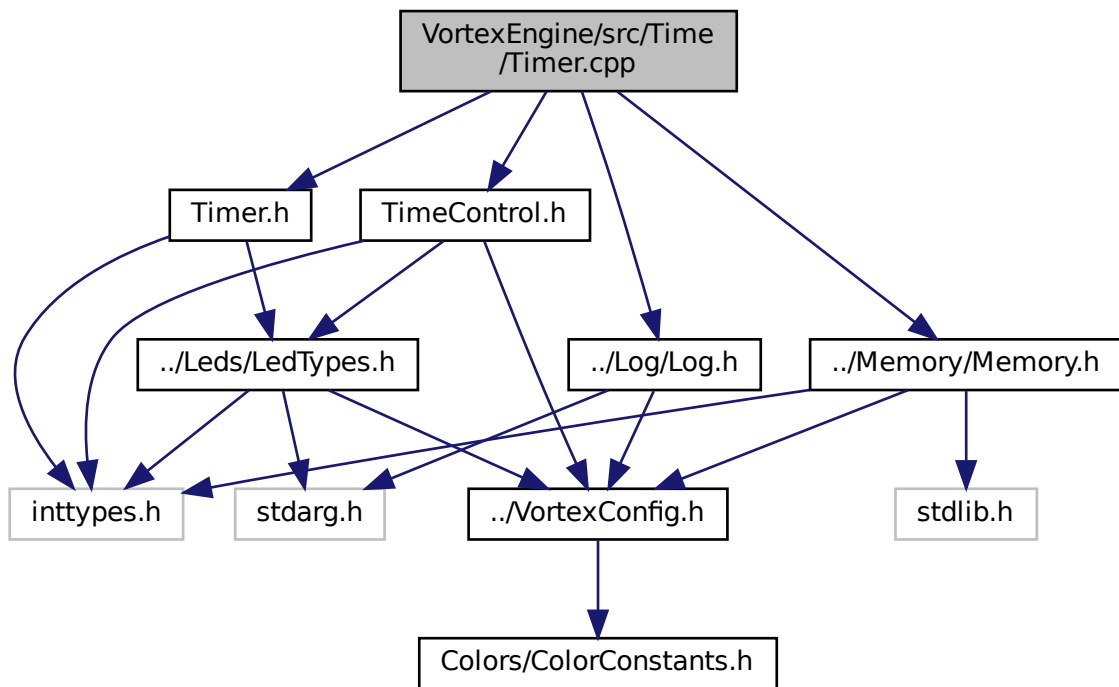 VortexEngine/src/Time
/Timer.cpp
Timer.h
TimeControl.h
../Leds/LedTypes.h
../Log/Log.h
../Memory/Memory.h
inttypes.h
stdarg.h
../VortexConfig.h
stdlib.h
Colors/ColorConstants.h